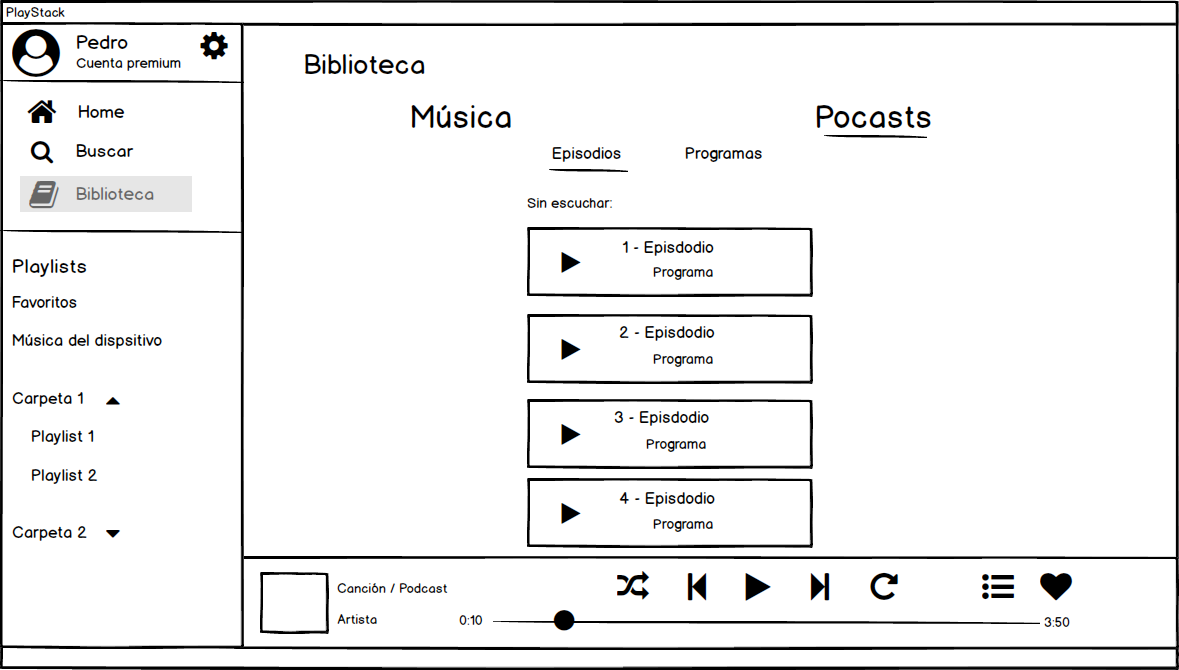 PlayStack
Pedro
Cuenta premium
Home
Buscar
Biblioteca
Playlists
Favoritos
Música del dispsitivo
Carpeta 1
Playlist 1
Playlist 2
Carpeta 2
Biblioteca
Música
Pocasts
Episodios
Programas
Sin escuchar:
1 - Episdodio
Programa
2 - Episdodio
Programa
3 - Episdodio
Programa
4 - Episdodio
Programa
Canción / Podcast
Artista
0:10
3:50